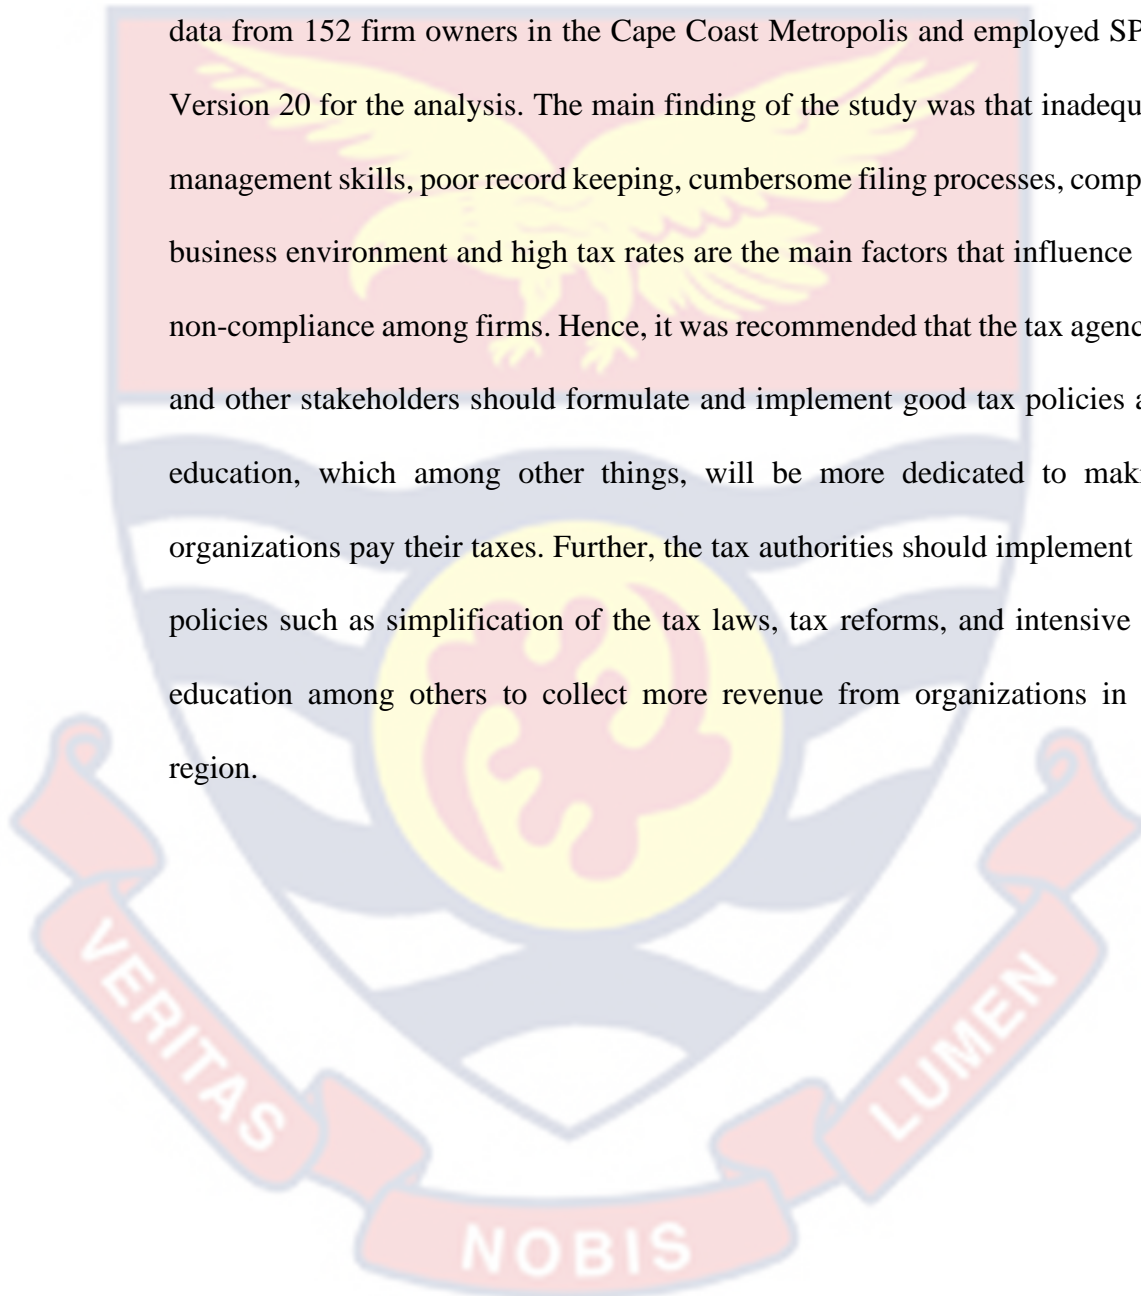 data from 152 firm owners in the Cape Coast Metropolis and employed SP
Version 20 for the analysis. The main finding of the study was that inadequ
management skills, poor record keeping, cumbersome filing processes, comp
business environment and high tax rates are the main factors that influence
non-compliance among firms. Hence, it was recommended that the tax agenc
and other stakeholders should formulate and implement good tax policies a
education, which among other things, will be more dedicated to maki
organizations pay their taxes. Further, the tax authorities should implement
policies such as simplification of the tax laws, tax reforms, and intensive
education among others to collect more revenue from organizations in
region.
VERITAS
NOBIS
LUMEN